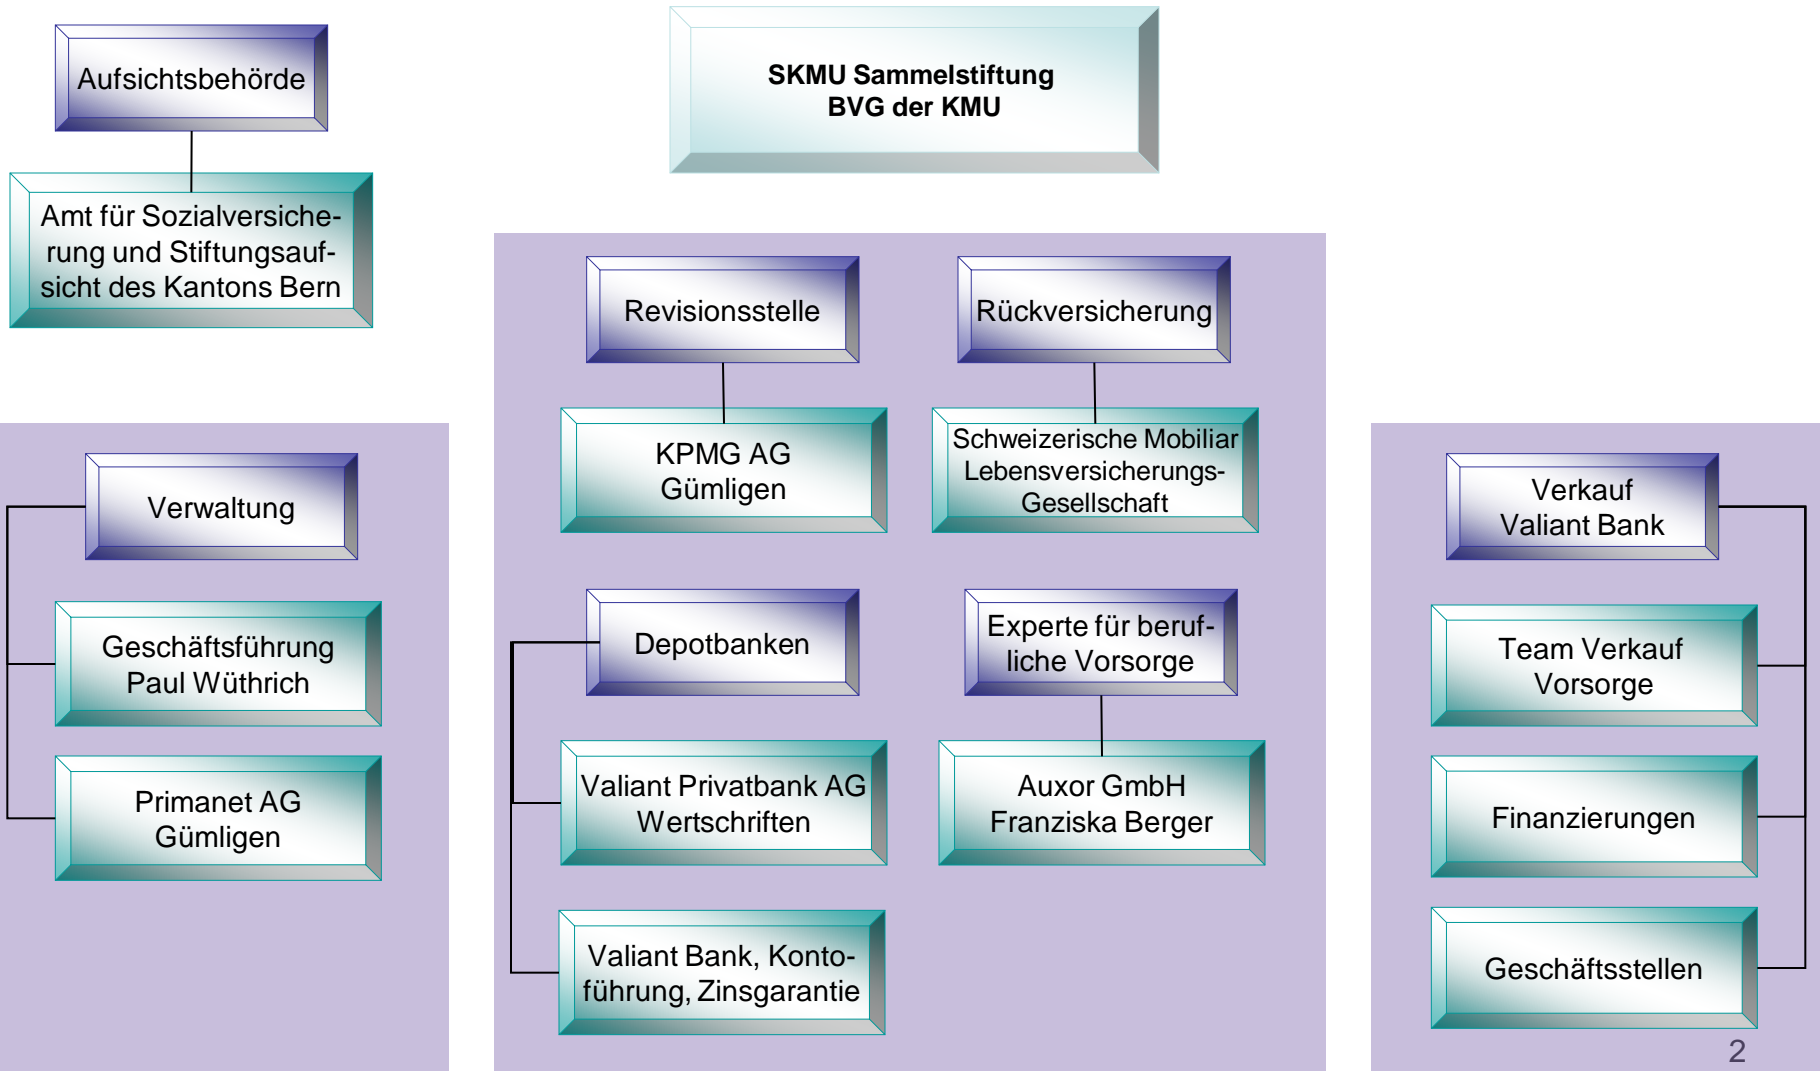 Aufsichtsbehörde
SKMU Sammelstiftung
BVG der KMU
Amt für Sozialversiche-
rung und Stiftungsauf-
sicht des Kantons Bern
Verwaltung
Geschäftsführung
Paul Wüthrich
Primanet AG
Gümligen
Revisionsstelle
KPMG AG
Gümligen
Rückversicherung
Schweizerische Mobiliar
Lebensversicherungs-
Gesellschaft
Depotbanken
Valiant Privatbank AG
Wertschriften
Valiant Bank, Konto-
führung, Zinsgarantie
Experte für beruf-
liche Vorsorge
Auxor GmbH
Franziska Berger
Verkauf
Valiant Bank
Team Verkauf
Vorsorge
Finanzierungen
Geschäftsstellen
2